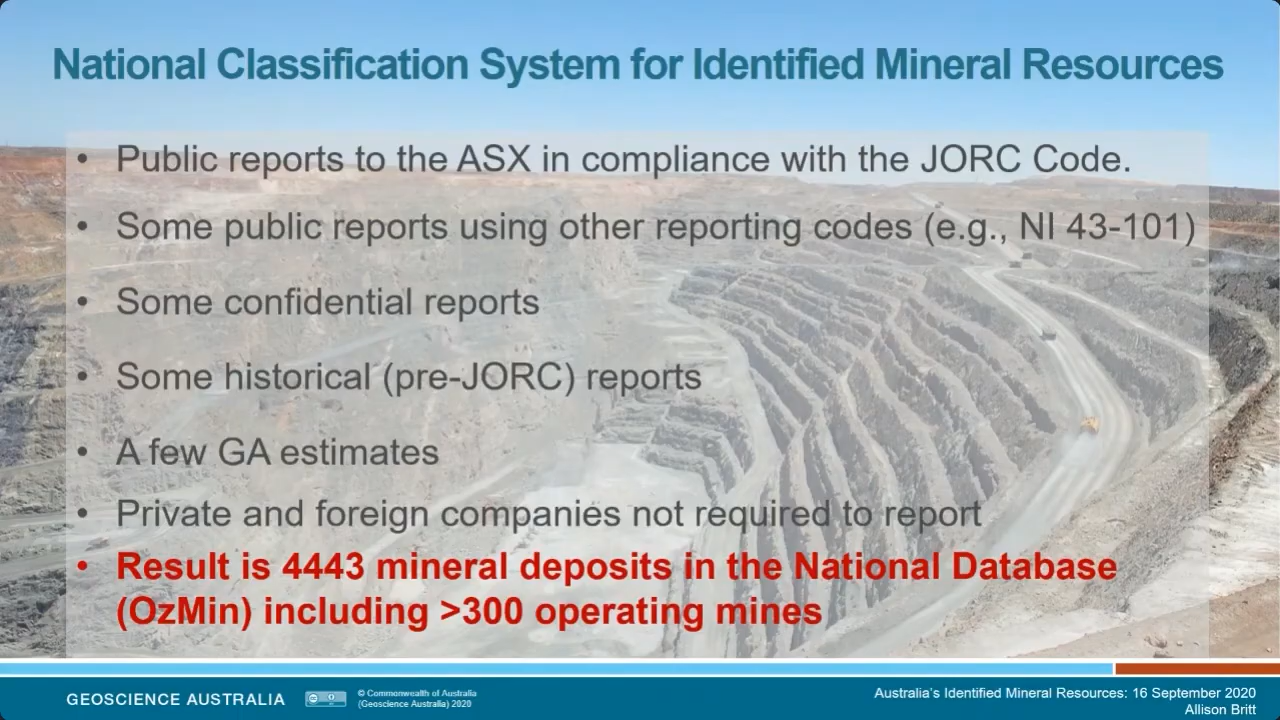 National Classification System for Identified Mineral Resources
• Public reports to the ASX in compliance with the JORC Code.
• Some public reports using other reporting codes (e.g., NI 43-101)
• Some confidential reports
• Some historical (pre-JORC) reports
• A few GA estimates
• Private and foreign companies not required to report
• Result is 4443 mineral deposits in the National Database
(OzMin) including >300 operating mines
GEOSCIENCE AUSTRALIA
© Commonwealth of Australia
(Geoscience Australia) 2020
Australia's Identified Mineral Resources: 16 September 2020
Allison Britt